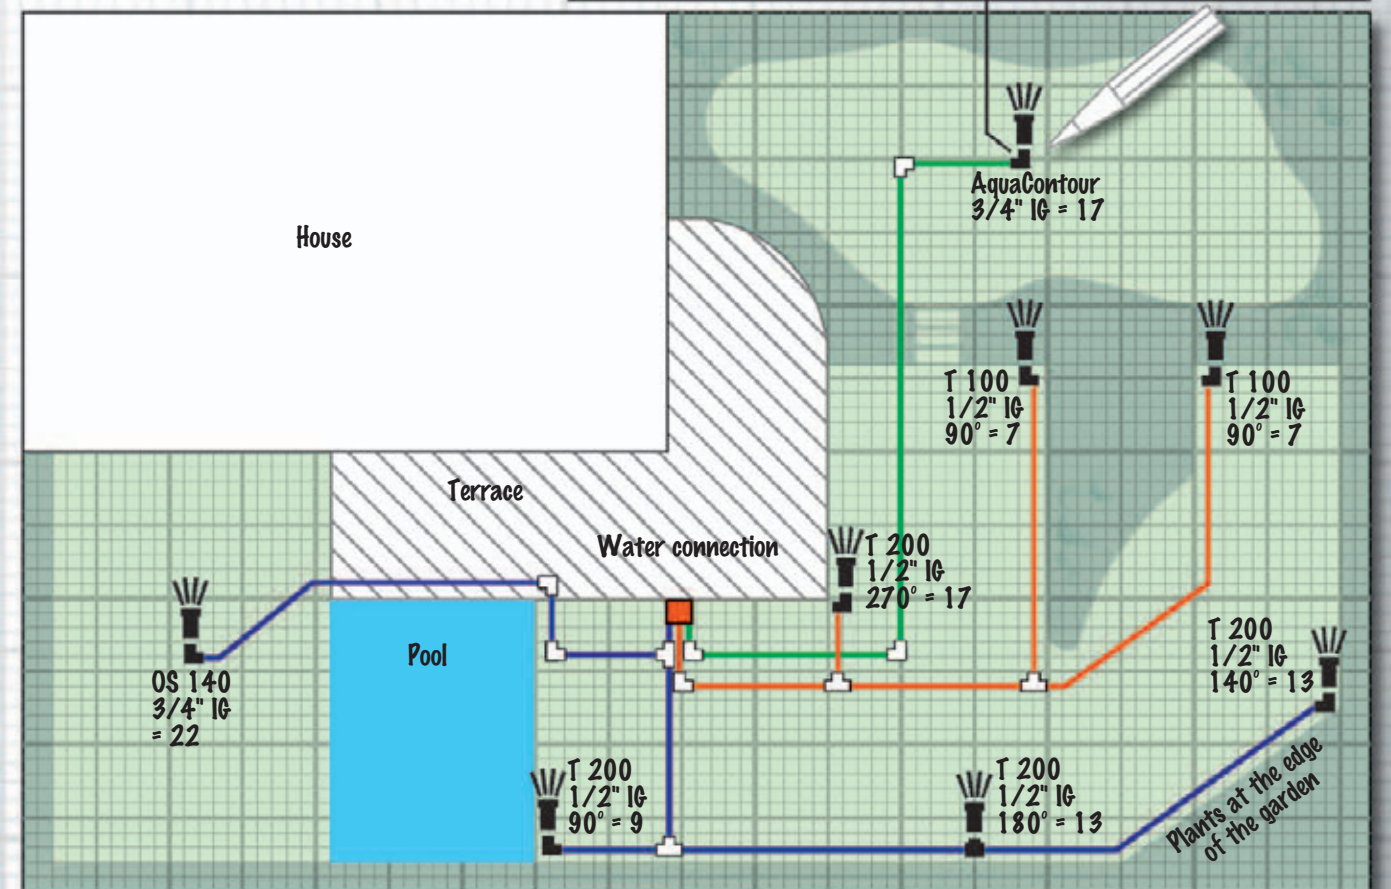 House
AquaContour
3/4" IG = 17
T 100
1/2" IG
90° = 7
T 100
1/2" IG
90° = 7
Terrace
Water connection
T 200
1/2" IG
270° = 17
Pool
OS 140
3/4" IG
= 22
T 200
1/2" IG
140° = 13
T 200
1/2" IG
90° = 9
T 200
1/2" IG
180° = 13
Plants at the edge
of the garden